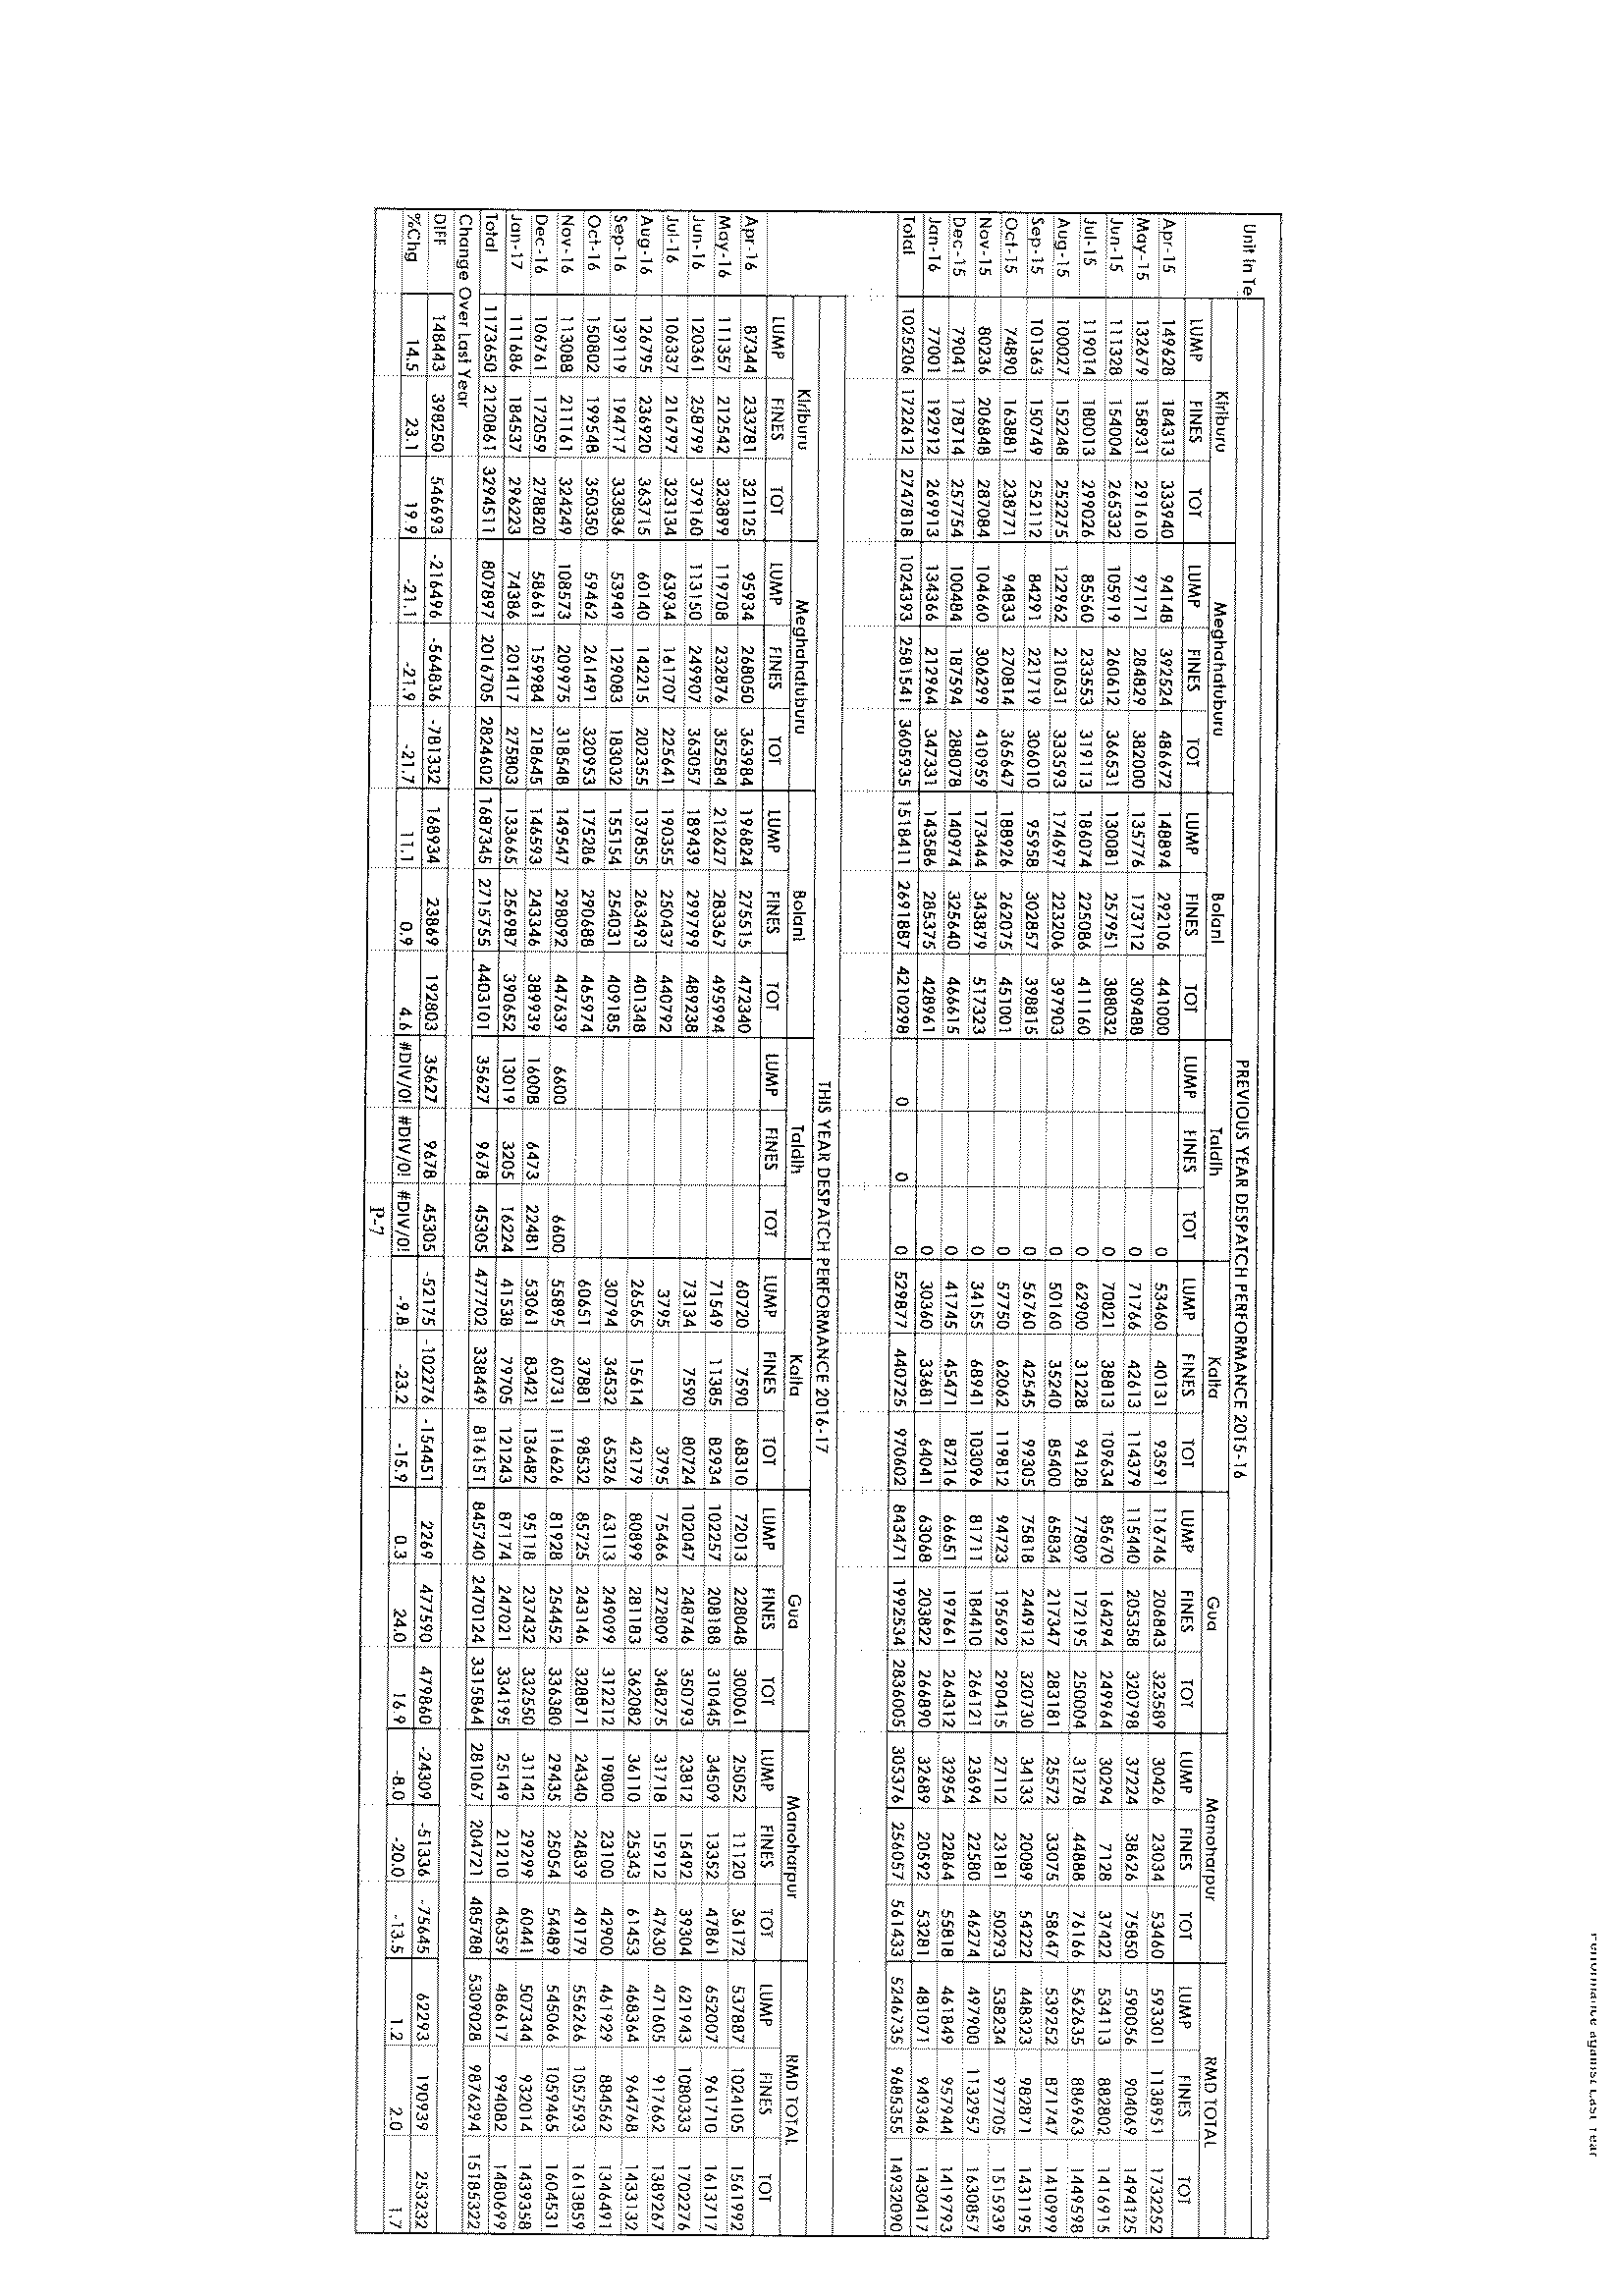 Performance against Last Year
Unit in Te
PREVIOUS YEAR DESPATCH PERFORMANCE 2015-16
Kiriburu Meghahatuburu Bolani Taldih Kalta Gua Manoharpur RMD TOTAL
LUMP FINES TOT LUMP FINES TOT LUMP FINES TOT LUMP FINES TOT LUMP FINES TOT LUMP FINES TOT LUMP FINES TOT LUMP FINES TOT
Apr-15 149628 184313 333940 94148 392524 486672 148894 292106 441000 0 53460 40131 93591 116746 206843 323589 30426 23034 53460 593301 1138951 1732252
May-15 132679 158931 291610 97171 284829 382000 135776 173712 309488 0 71766 42613 114379 115440 205358 320798 37224 38626 75850 590056 904069 1494125
Jun-15 111328 154004 265332 105919 260612 366531 130081 257951 388032 0 70821 38813 109634 85670 164294 249964 30294 7128 37422 534113 882802 1416915
Jul-15 119014 180013 299026 85560 233553 319113 186074 225086 411160 0 62900 31228 94128 77809 172195 250004 31278 44888 76166 562635 886963 1449598
Aug-15 100027 152248 252275 122962 210631 333593 174697 223206 397903 0 50160 35240 85400 65834 217347 283181 25572 33075 58647 539252 871747 1410999
Sep-15 101363 150749 252112 84291 221719 306010 95958 302857 398815 0 56760 42545 99305 75818 244912 320730 34133 20089 54222 448323 982871 1431195
Oct-15 74890 163881 238771 94833 270814 365647 188926 262075 451001 0 57750 62062 119812 94723 195692 290415 27112 23181 50293 538234 977705 1515939
Nov-15 80236 206848 287084 104660 306299 410959 173444 343879 517323 0 34155 68941 103096 81711 184410 266121 23694 22580 46274 497900 1132957 1630857
Dec-15 79041 178714 257754 100484 187594 288078 140974 325640 466615 0 41745 45471 87216 66651 197661 264312 32954 22864 55818 461849 957944 1419793
Jan-16 77001 192912 269913 134366 212964 347331 143586 285375 428961 0 30360 33681 64041 63068 203822 266890 32689 20592 53281 481071 949346 1430417
Total 1025206 1722612 2747818 1024393 2581541 3605935 1518411 2691887 4210298 0 0 0 529877 440725 970602 843471 1992534 2836005 305376 256057 561433 5246735 9685355 14932090
THIS YEAR DESPATCH PERFORMANCE 2016-17
Kiriburu Meghahatuburu Bolani Taldih Kalta Gua Manoharpur RMD TOTAL
LUMP FINES TOT LUMP FINES TOT LUMP FINES TOT LUMP FINES TOT LUMP FINES TOT LUMP FINES TOT LUMP FINES TOT LUMP FINES TOT
Apr-16 87344 233781 321125 95934 268050 363984 196824 275515 472340 60720 7590 68310 72013 228048 300061 25052 11120 36172 537887 1024105 1561992
May-16 111357 212542 323899 119708 232876 352584 212627 283367 495994 71549 11385 82934 102257 208188 310445 34509 13352 47861 652007 961710 1613717
Jun-16 120361 258799 379160 113150 249907 363057 189439 299799 489238 73134 7590 80724 102047 248746 350793 23812 15492 39304 621943 1080333 1702276
Jul-16 106337 216797 323134 63934 161707 225641 190355 250437 440792 3795 3795 75466 272809 348275 31718 15912 47630 471605 917662 1389267
Aug-16 126795 236920 363715 60140 142215 202355 137855 263493 401348 26565 15614 42179 80899 281183 362082 36110 25343 61453 468364 964768 1433132
Sep-16 139119 194717 333836 53949 129083 183032 155154 254031 409185 30794 34532 65326 63113 249099 312212 19800 23100 42900 461929 884562 1346491
Oct-16 150802 199548 350350 59462 261491 320953 175286 290688 465974 60651 37881 98532 85725 243146 328871 24340 24839 49179 556266 1057593 1613859
Nov-16 113088 211161 324249 108573 209975 318548 149547 298092 447639 6600 6600 55895 60731 116626 81928 254452 336380 29435 25054 54489 545066 1059465 1604531
Dec-16 106761 172059 278820 58661 159984 218645 146593 243346 389939 16008 6473 22481 53061 83421 136482 95118 237432 332550 31142 29299 60441 507344 932014 1439358
Jan-17 111686 184537 296223 74386 201417 275803 133665 256987 390652 13019 3205 16224 41538 79705 121243 87174 247021 334195 25149 21210 46359 486617 994082 1480699
Total 1173650 2120861 3294511 807897 2016705 2824602 1687345 2715755 4403101 35627 9678 45305 477702 338449 816151 845740 2470124 3315864 281067 204721 485788 5309028 9876294 15185322
Change Over Last Year
DIFF 148443 398250 546693 -216496 -564836 -781332 168934 23869 192803 35627 9678 45305 -52175 -102276 -154451 2269 477590 479860 -24309 -51336 -75645 62293 190939 253232
%Chg 14.5 23.1 19.9 -21.1 -21.9 -21.7 11.1 0.9 4.6 #DIV/0! #DIV/0! #DIV/0! -9.8 -23.2 -15.9 0.3 24.0 16.9 -8.0 -20.0 -13.5 1.2 2.0 1.7
P-7